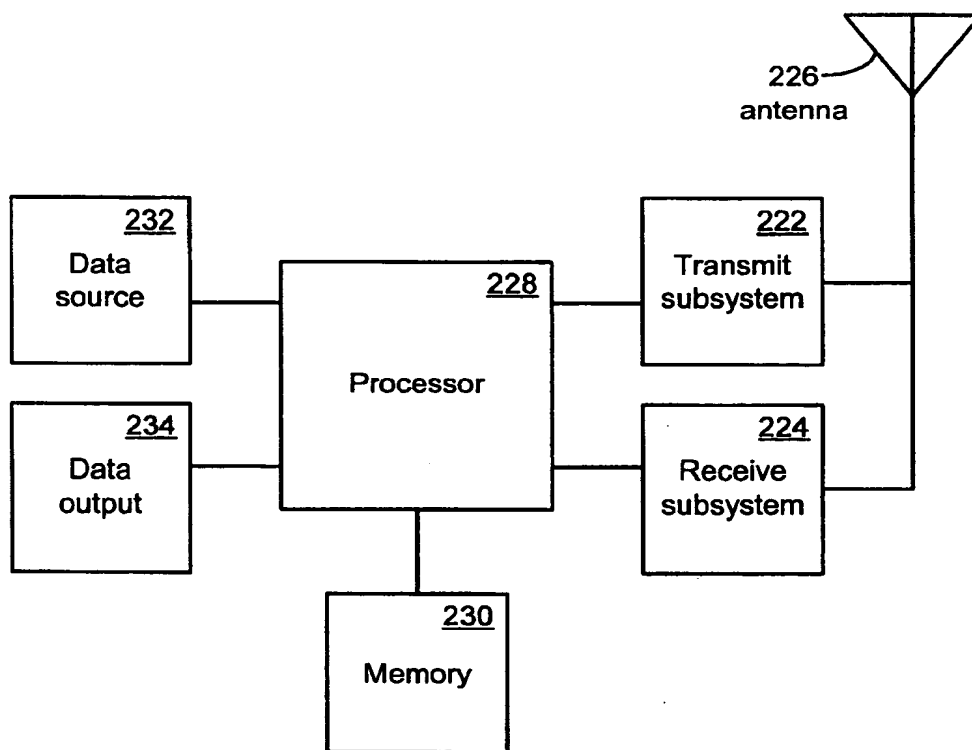 226
antenna
232
Data
source
228
Processor
222
Transmit
subsystem
234
Data
output
224
Receive
subsystem
230
Memory